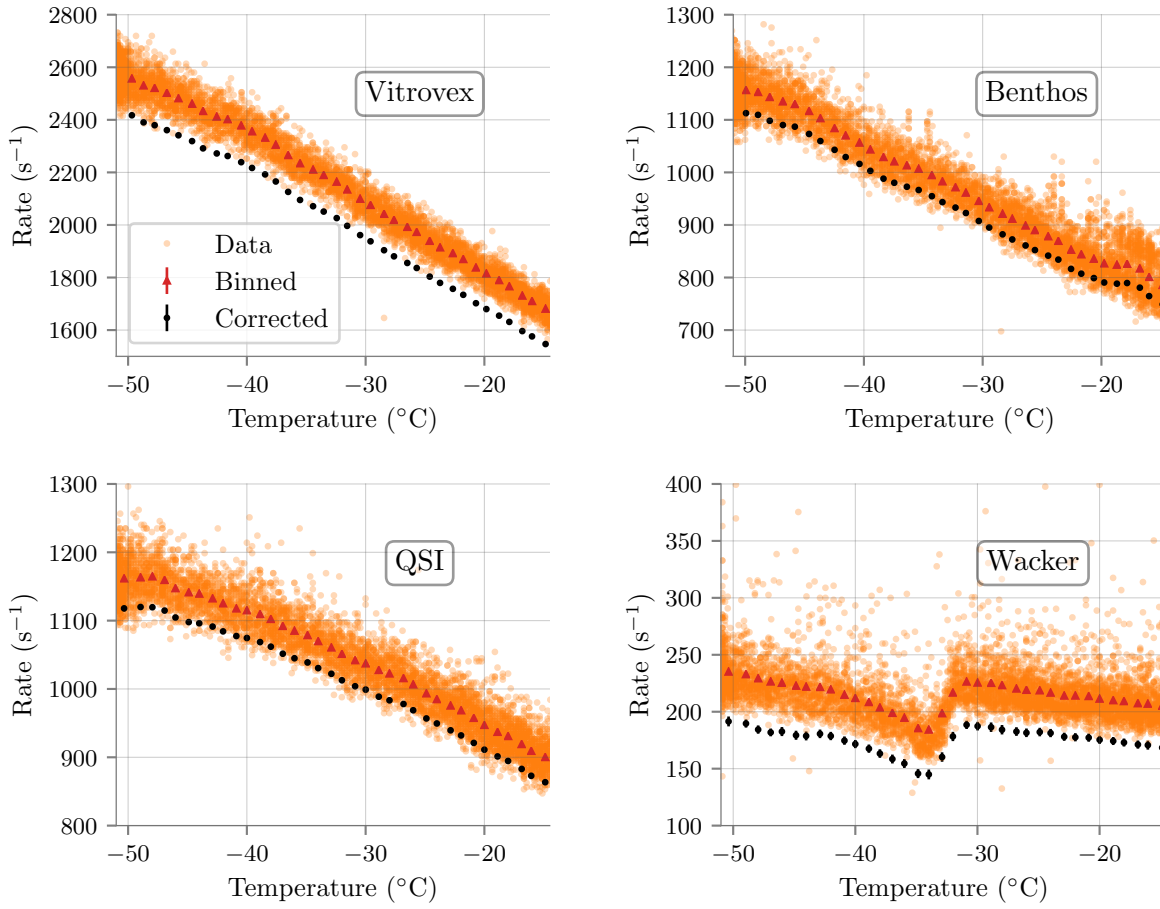 Vitrovex
2800
2600
2400
2200
2000
1800
1600
Rate (s⁻¹)
Data
Binned
Corrected
−50
−40
−30
−20
Temperature (°C)
Benthos
1300
1200
1100
1000
900
800
700
Rate (s⁻¹)
−50
−40
−30
−20
Temperature (°C)
QSI
1300
1200
1100
1000
900
800
Rate (s⁻¹)
−50
−40
−30
−20
Temperature (°C)
Wacker
400
350
300
250
200
150
100
Rate (s⁻¹)
−50
−40
−30
−20
Temperature (°C)